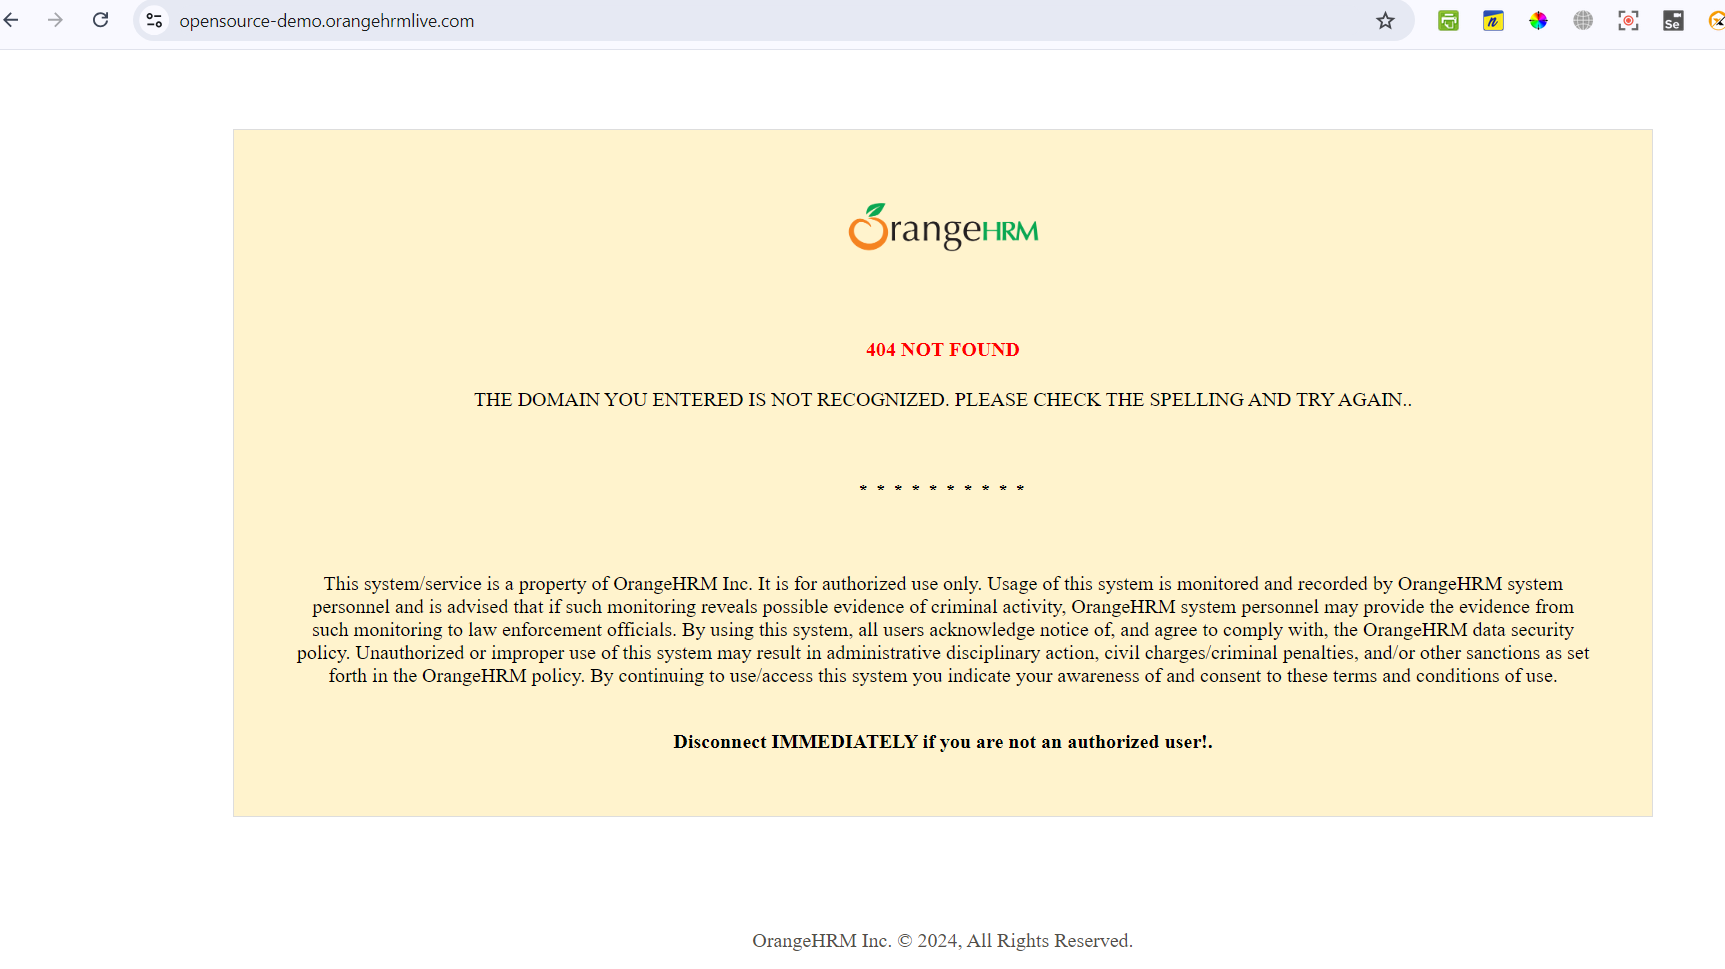 opensource-demo.orangehrmlive.com
n
Se
OrangeHRM
404 NOT FOUND
THE DOMAIN YOU ENTERED IS NOT RECOGNIZED. PLEASE CHECK THE SPELLING AND TRY AGAIN..
* * * * * * * * * *
This system/service is a property of OrangeHRM Inc. It is for authorized use only. Usage of this system is monitored and recorded by OrangeHRM system
personnel and is advised that if such monitoring reveals possible evidence of criminal activity, OrangeHRM system personnel may provide the evidence from
such monitoring to law enforcement officials. By using this system, all users acknowledge notice of, and agree to comply with, the OrangeHRM data security
policy. Unauthorized or improper use of this system may result in administrative disciplinary action, civil charges/criminal penalties, and/or other sanctions as set
forth in the OrangeHRM policy. By continuing to use/access this system you indicate your awareness of and consent to these terms and conditions of use.
Disconnect IMMEDIATELY if you are not an authorized user!.
OrangeHRM Inc. © 2024, All Rights Reserved.